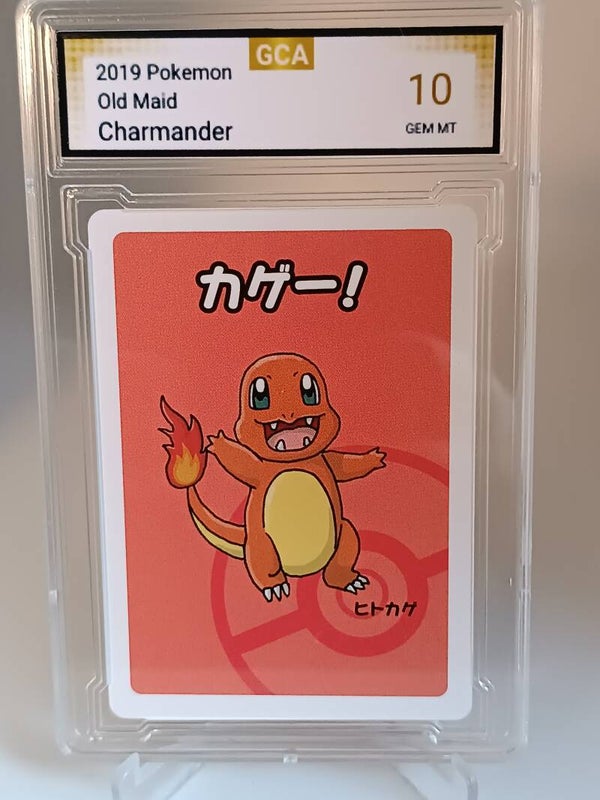 GCA
2019 Pokemon
Old Maid
Charmander
10
GEM MT
カゲー!
ヒトカゲ